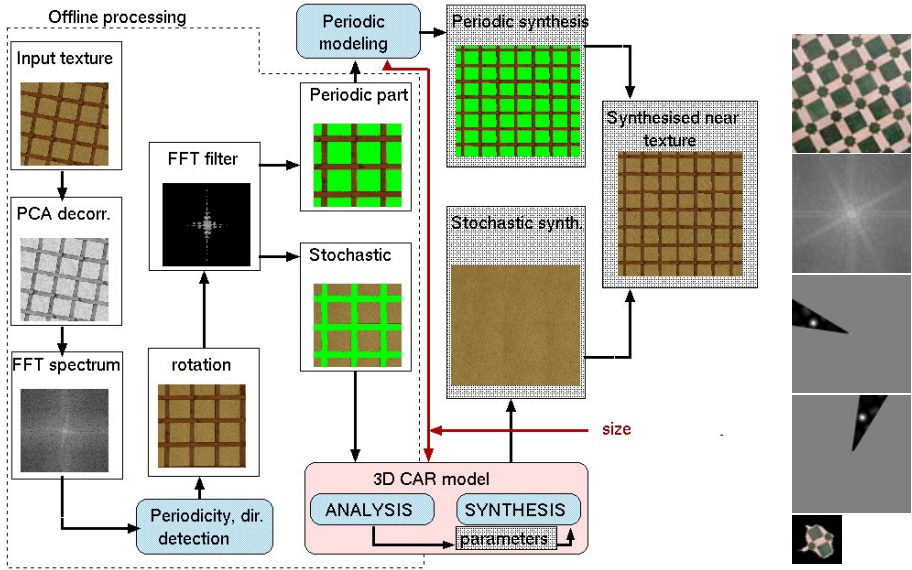 Offline processing
Input texture
PCA decorr.
FFT spectrum
Periodicity, dir.
detection
rotation
FFT filter
Periodic
modeling
Periodic part
Stochastic
Periodic synthesis
Stochastic synth.
Synthesised near
texture
size
3D CAR model
ANALYSIS
SYNTHESIS
parameters